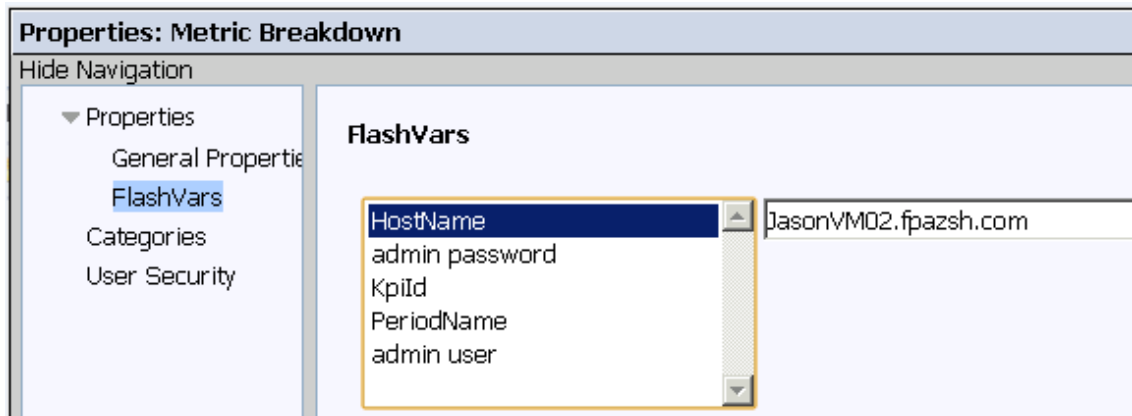 Properties: Metric Breakdown
Hide Navigation
Properties
General Propertie
FlashVars
Categories
User Security
FlashVars
HostName
admin password
KpiId
PeriodName
admin user
JasonVM02.fpazsh.com